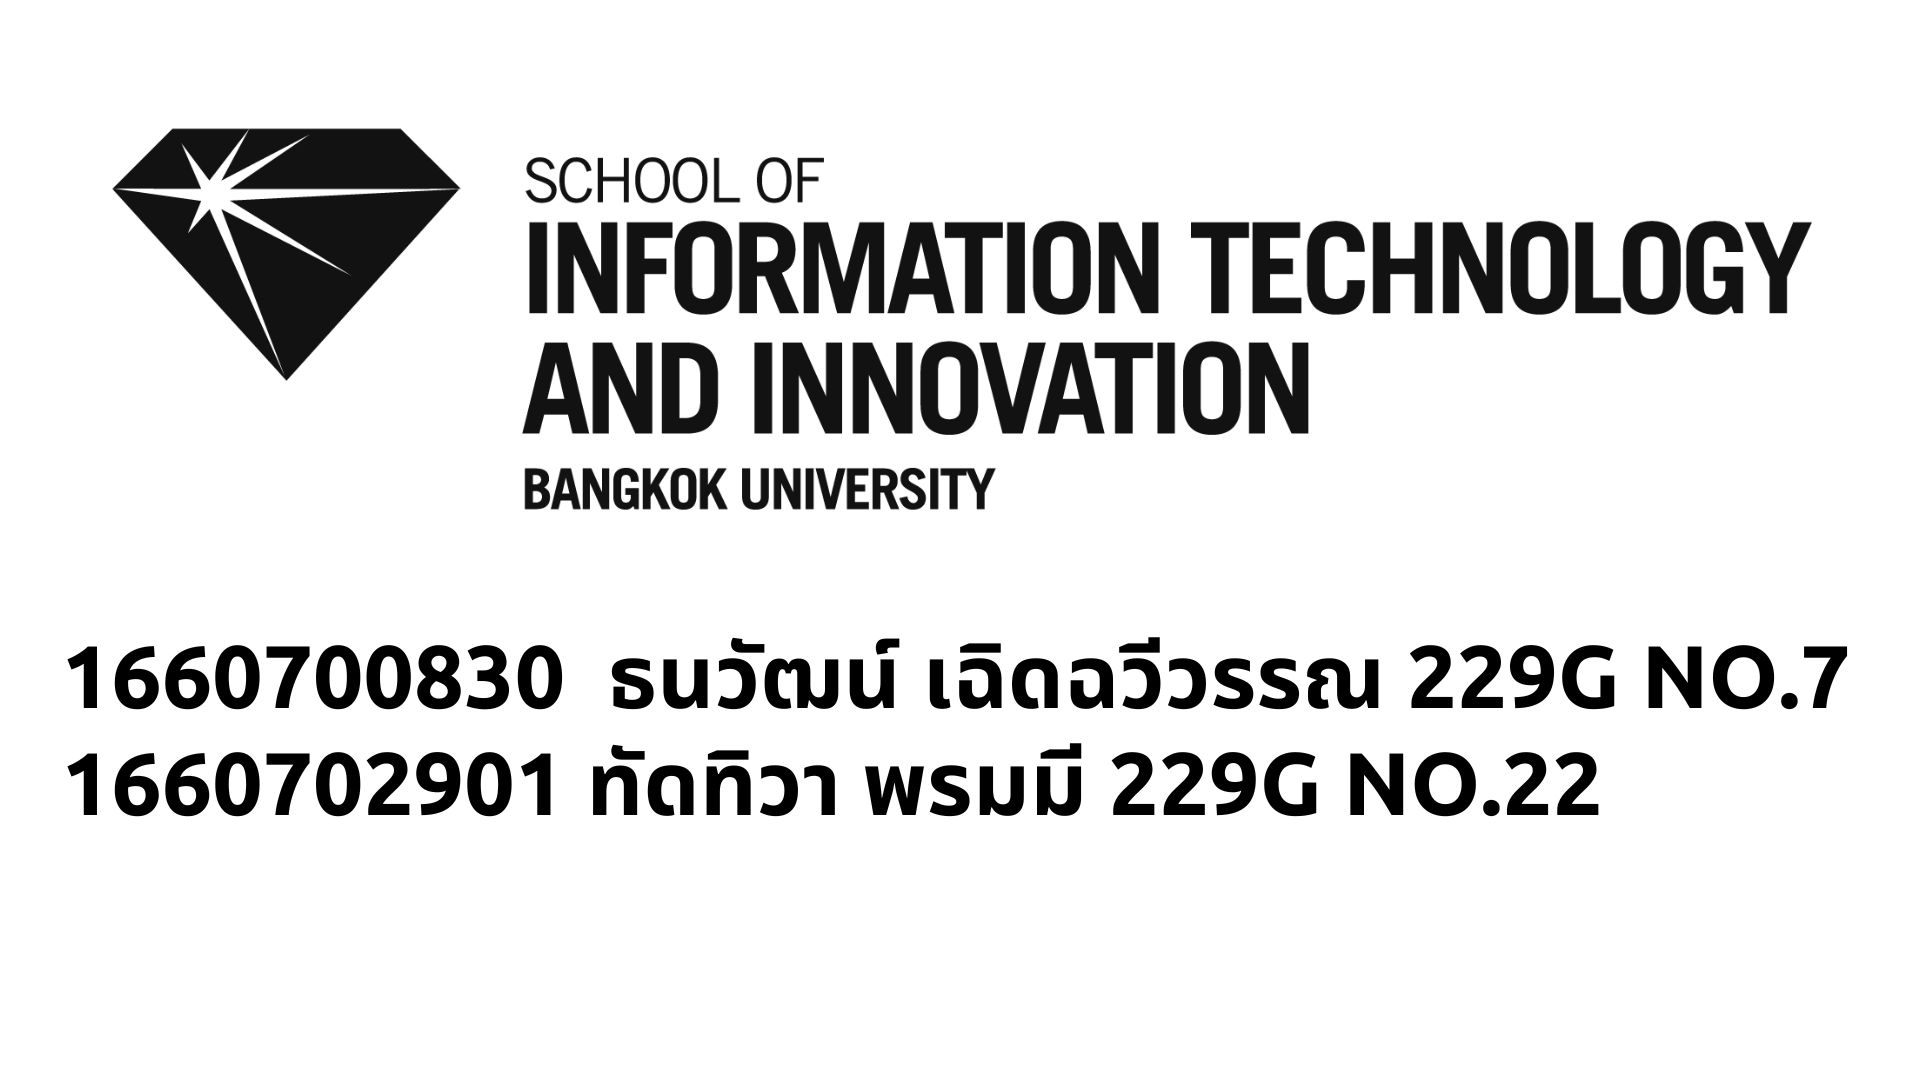 SCHOOL OF
INFORMATION TECHNOLOGY
AND INNOVATION
BANGKOK UNIVERSITY
1660700830 ธนวัฒน์ เฉิดฉวีวรรณ 229G NO.7
1660702901 ทัดทิวา พรมมี 229G NO.22